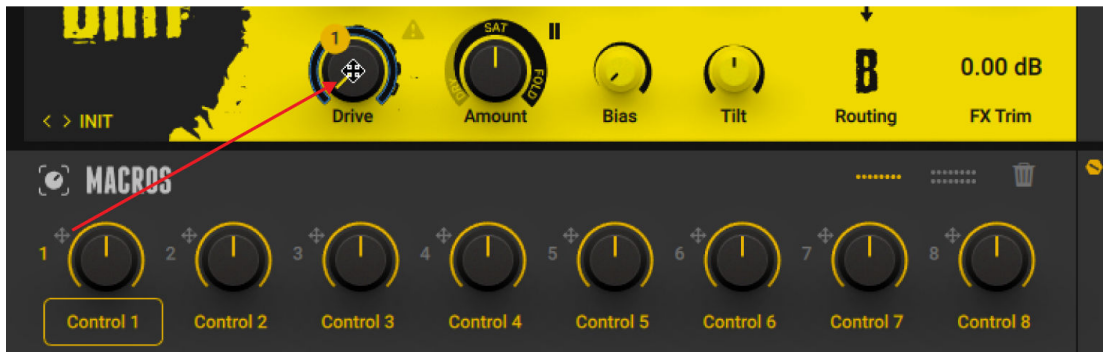 1
SAT
DRY
FOLD
Drive
Amount
Bias
Tilt
B
Routing
0.00 dB
FX Trim
< > INIT
MACROS
1
2
3
4
5
6
7
8
Control 1
Control 2
Control 3
Control 4
Control 5
Control 6
Control 7
Control 8